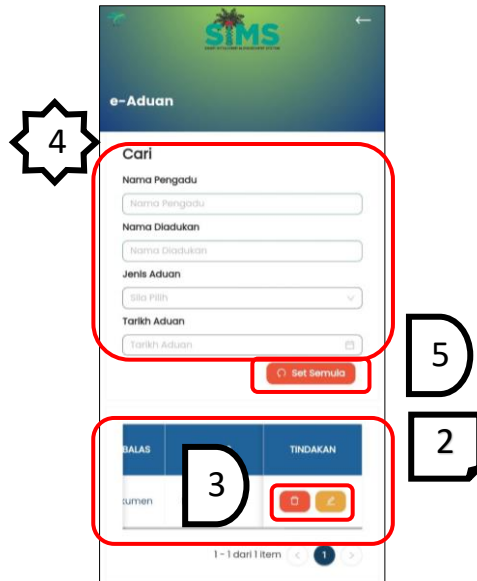 SIMS
e-Aduan
4
Cari
Nama Pengadu
Nama Pengadu
Nama Diadukan
Nama Diadukan
Jenis Aduan
Sila Pilih
Tarikh Aduan
Tarikh Aduan
5
Set Semula
2
BALAS TINDAKAN
3
kumen
1 - 1 dari 1 item < 1 >